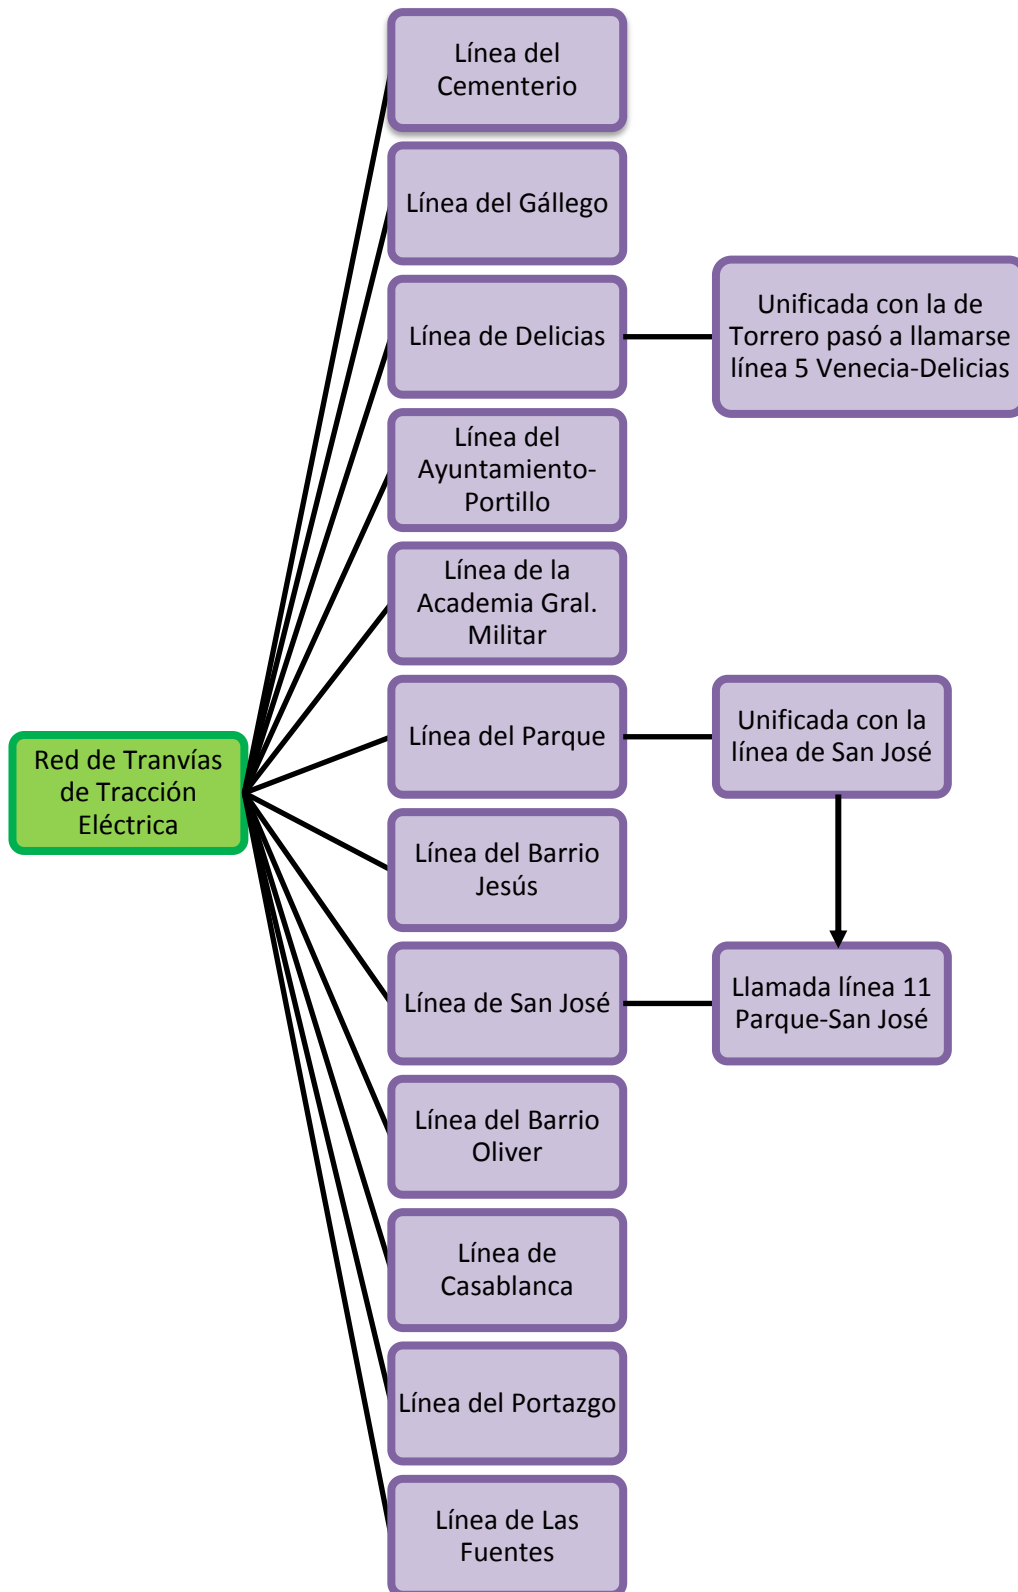 Línea del
Cementerio
Línea del Gállego
Línea de Delicias
Unificada con la de
Torrero pasó a llamarse
línea 5 Venecia-Delicias
Línea del
Ayuntamiento-
Portillo
Línea de la
Academia Gral.
Militar
Red de Tranvías
de Tracción
Eléctrica
Línea del Parque
Unificada con la
línea de San José
Línea del Barrio
Jesús
Línea de San José
Llamada línea 11
Parque-San José
Línea del Barrio
Oliver
Línea de
Casablanca
Línea del Portazgo
Línea de Las
Fuentes